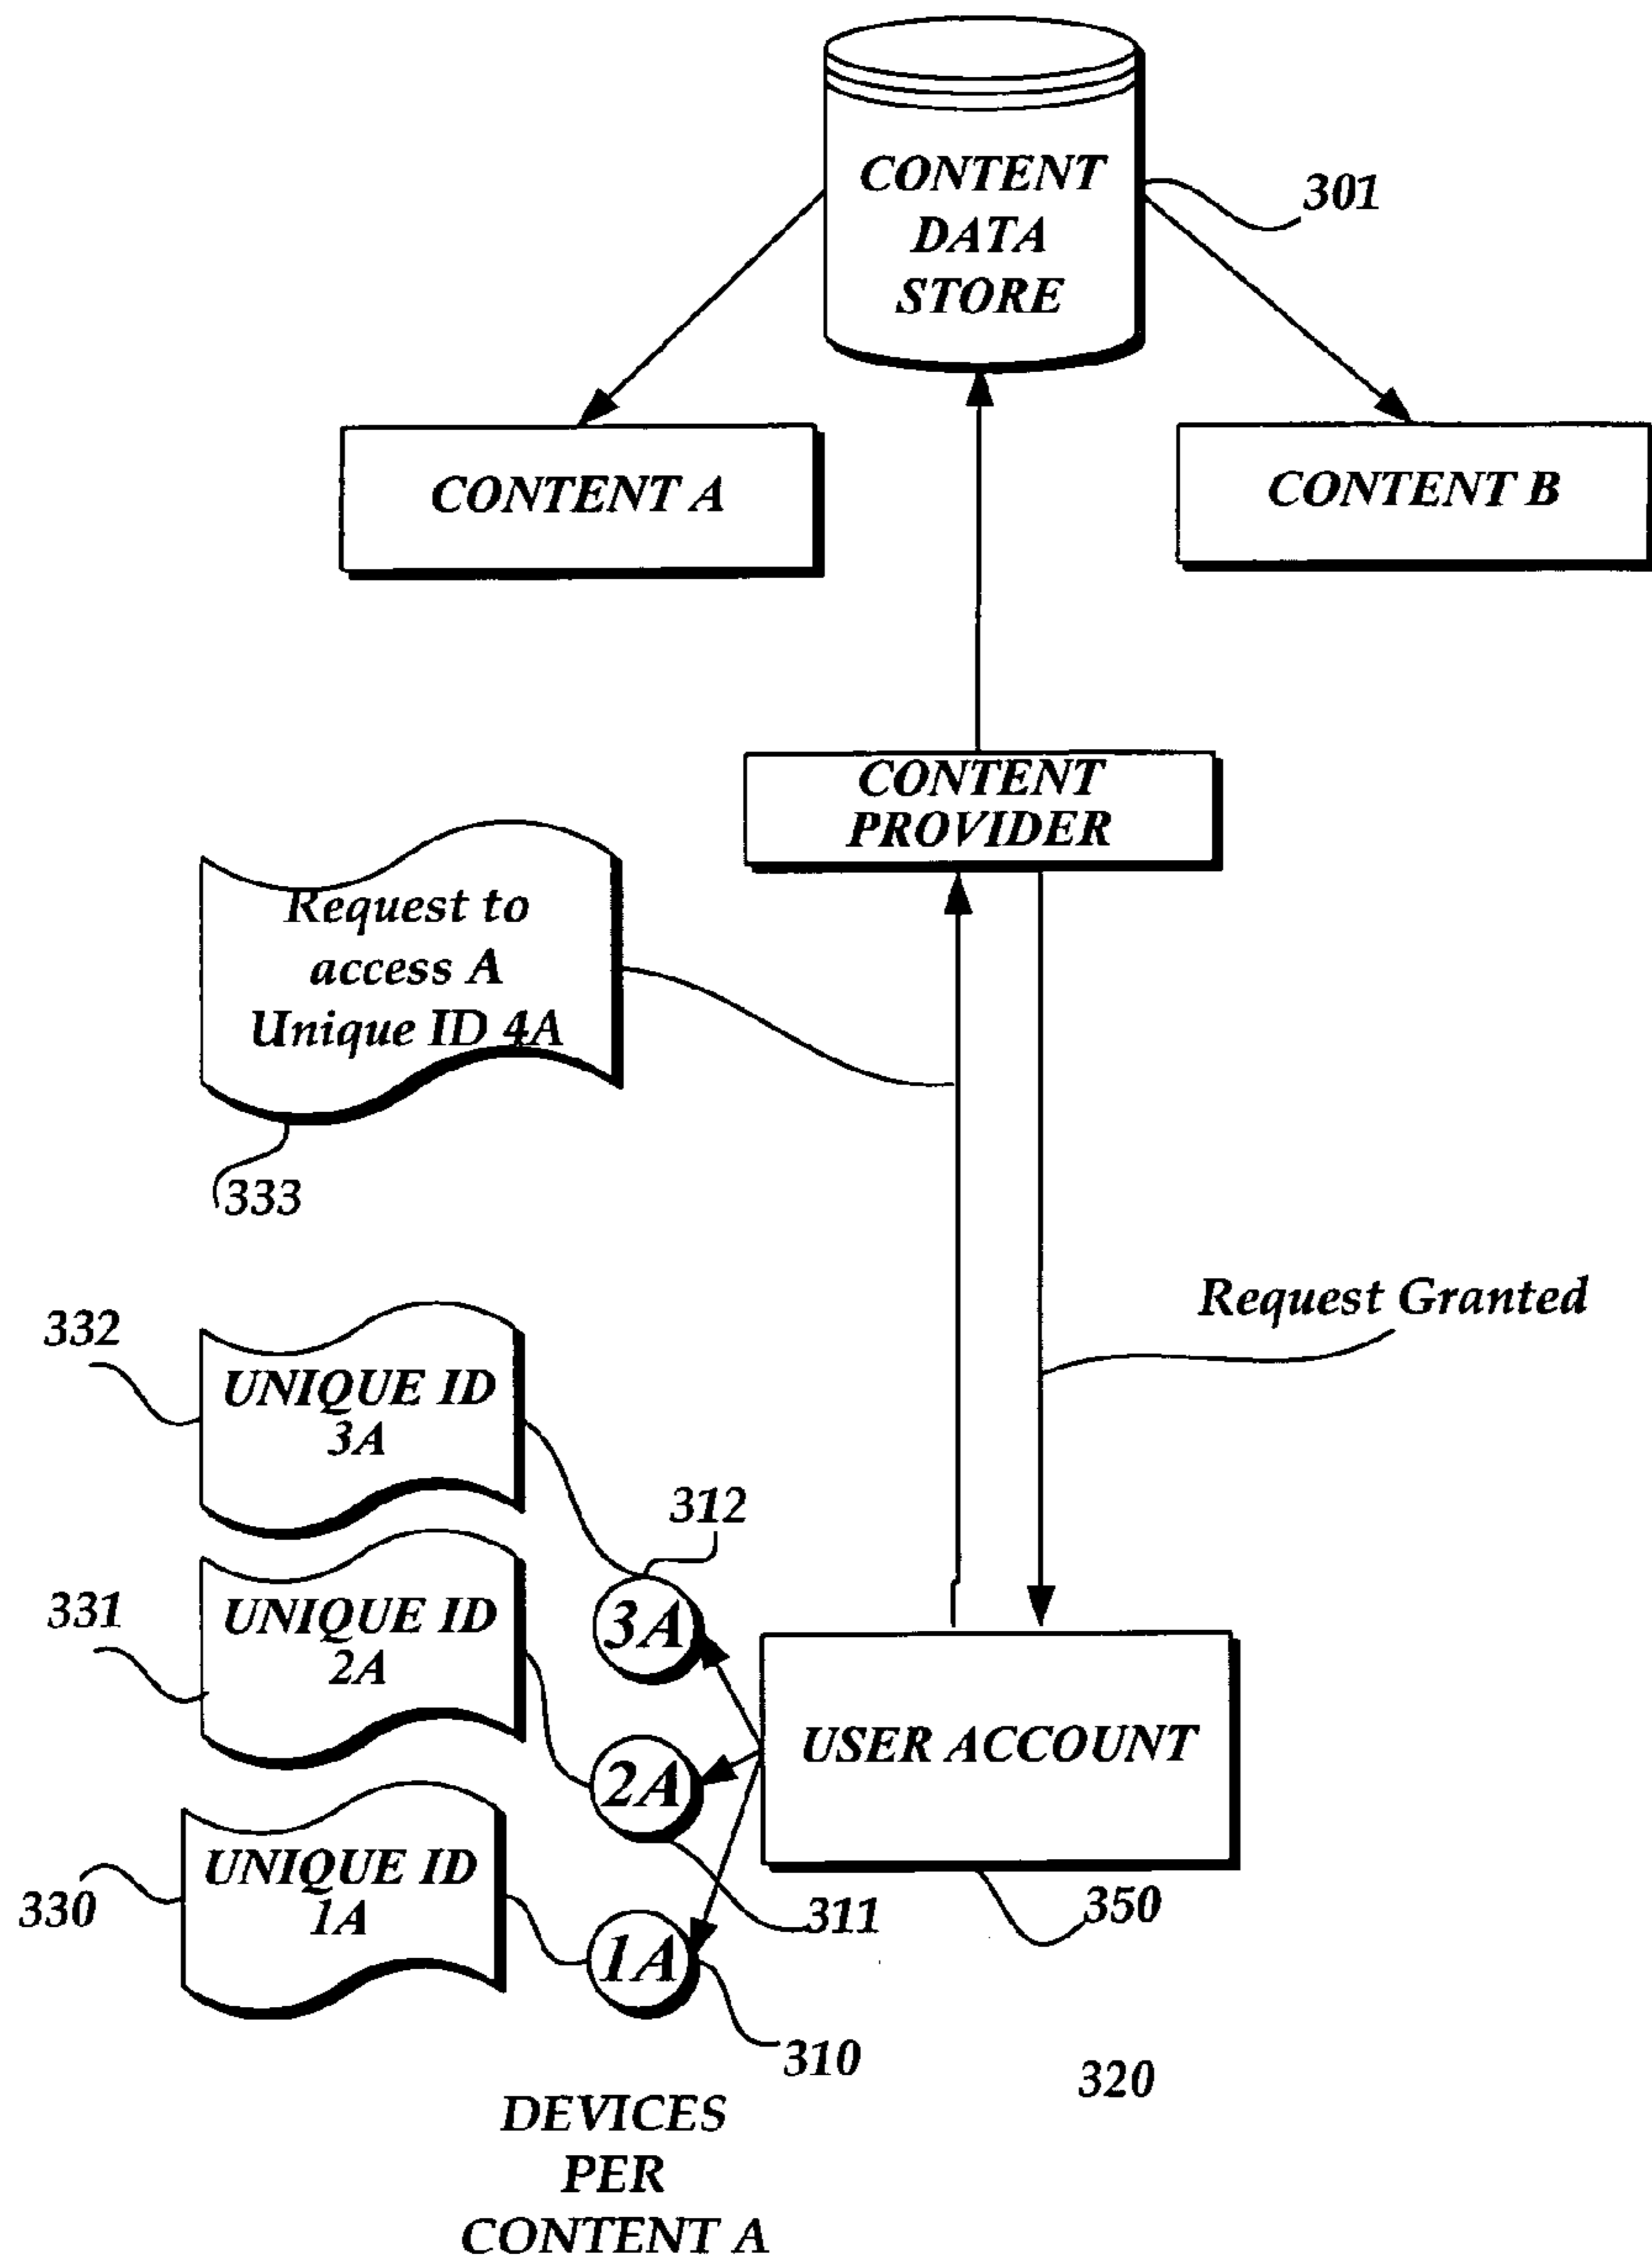 CONTENT
DATA
STORE
301
CONTENT A
CONTENT B
CONTENT
PROVIDER
Request to
access A
Unique ID 4A
333
Request Granted
332
UNIQUE ID
3A
312
3A
331
UNIQUE ID
2A
2A
311
USER ACCOUNT
350
330
UNIQUE ID
1A
1A
310
320
DEVICES
PER
CONTENT A